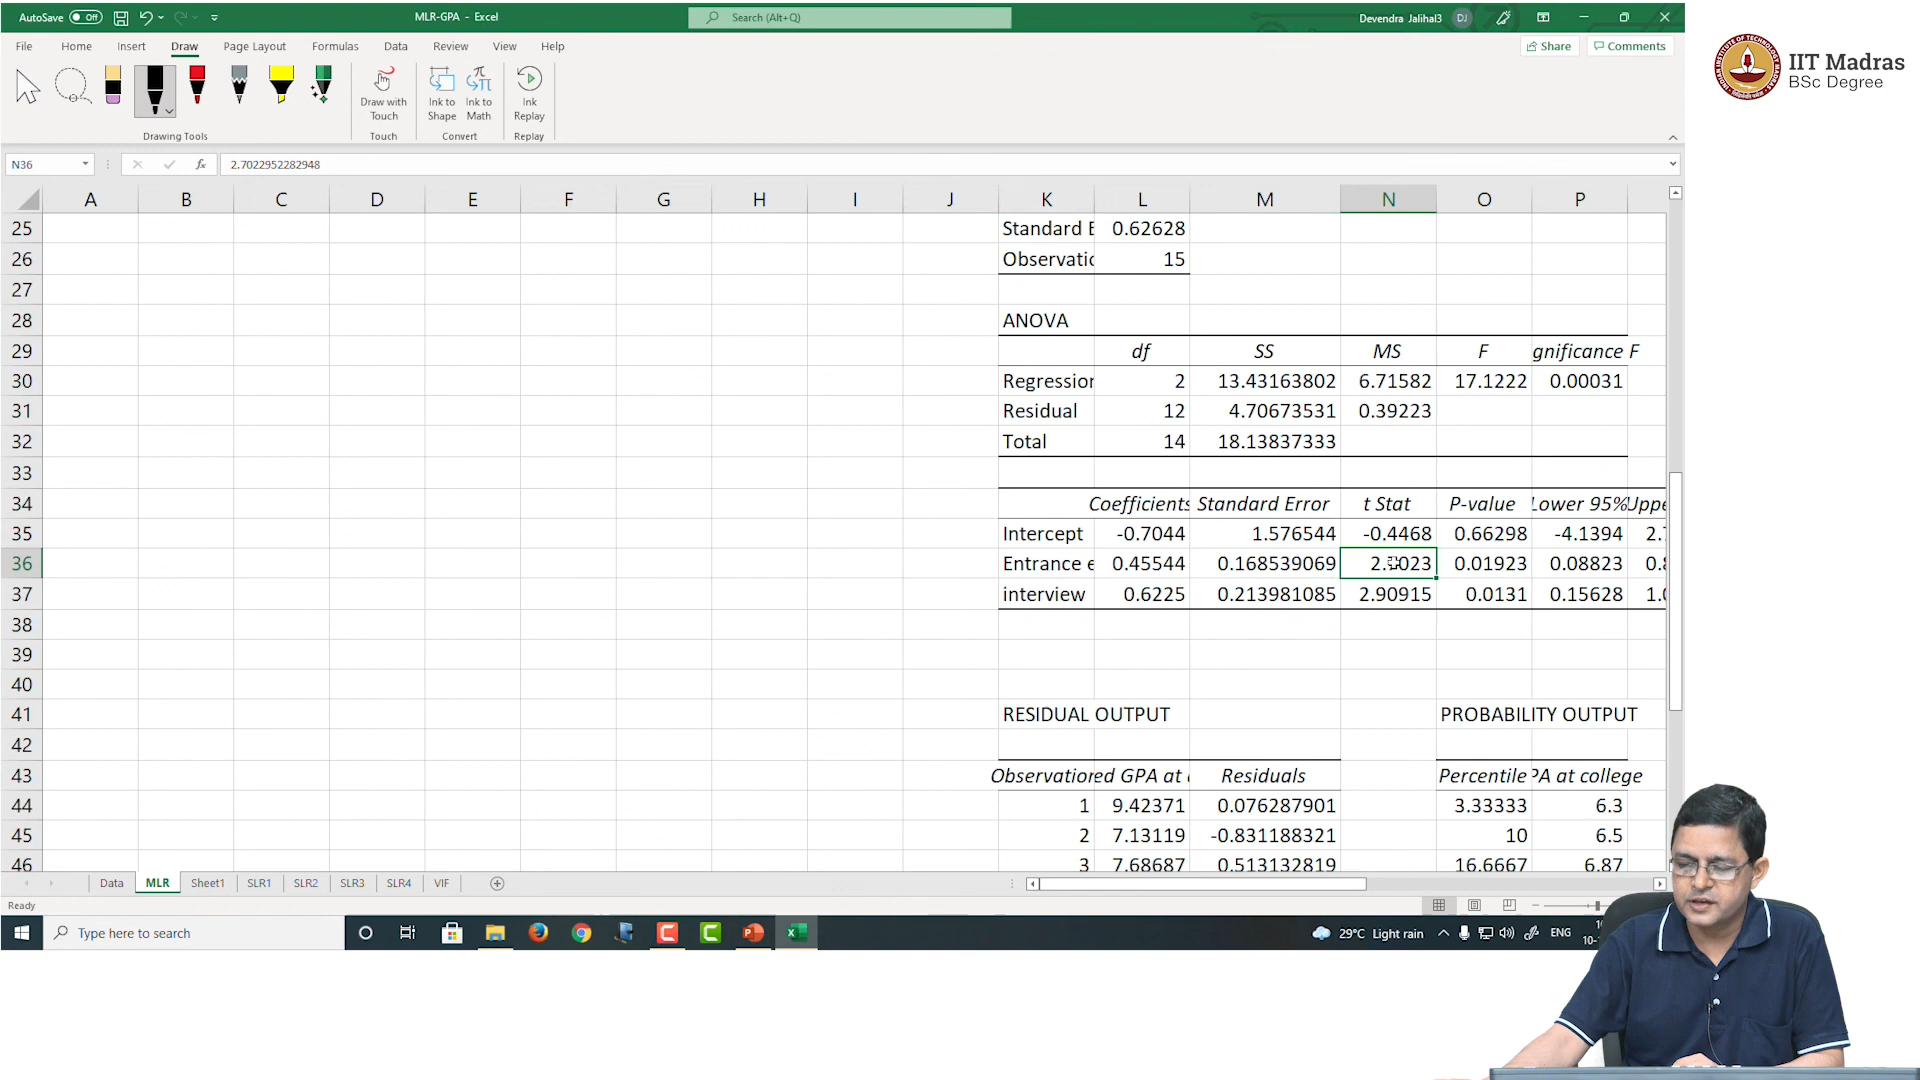 AutoSave Off MLR-GPA - Excel Search (Alt+Q) Devendra Jalihal3 DJ
File Home Insert Draw Page Layout Formulas Data Review View Help Share Comments
IIT Madras
BSc Degree
Draw with Touch Ink to Shape Ink to Math Ink Replay
Drawing Tools Touch Convert Replay
N36 fx 2.7022952282948
A B C D E F G H I J K L M N O P
25 Standard E 0.62628
26 Observatio 15
27
28 ANOVA
29 df SS MS F gnificance F
30 Regression 2 13.43163802 6.71582 17.1222 0.00031
31 Residual 12 4.70673531 0.39223
32 Total 14 18.13837333
33
34 Coefficients Standard Error t Stat P-value Lower 95% Uppe
35 Intercept -0.7044 1.576544 -0.4468 0.66298 -4.1394 2.
36 Entrance e 0.45544 0.168539069 2.7023 0.01923 0.08823 0.8
37 interview 0.6225 0.213981085 2.90915 0.0131 0.15628 1.0
38
39
40
41 RESIDUAL OUTPUT PROBABILITY OUTPUT
42
43 Observation ed GPA at Residuals Percentile PA at college
44 1 9.42371 0.076287901 3.33333 6.3
45 2 7.13119 -0.831188321 10 6.5
46 3 7.68687 0.513132819 16.6667 6.87
Data MLR Sheet1 SLR1 SLR2 SLR3 SLR4 VIF
Ready
Type here to search 29°C Light rain ENG